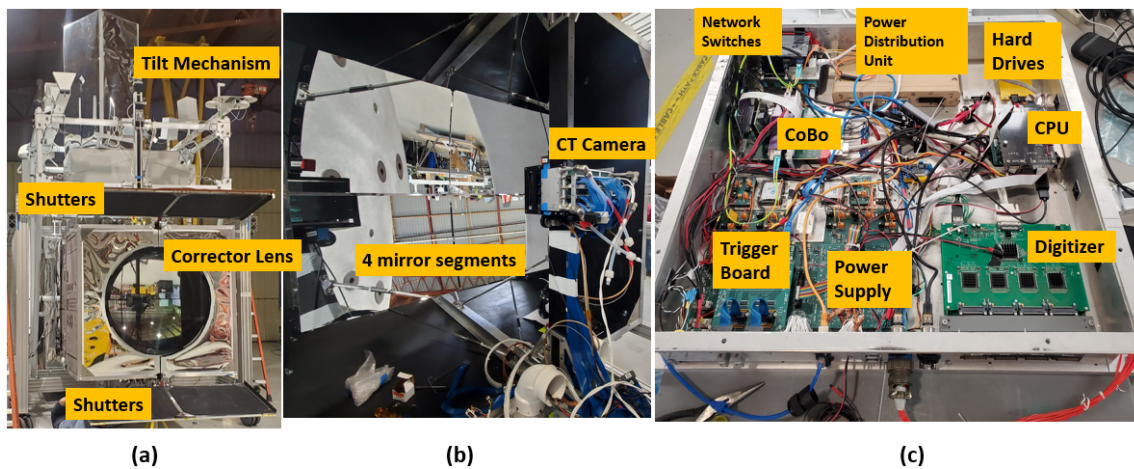 Tilt Mechanism
Shutters
Corrector Lens
Shutters
(a)
CT Camera
4 mirror segments
(b)
Network
Switches
Power
Distribution
Unit
Hard
Drives
CoBo
CPU
Trigger
Board
Power
Supply
Digitizer
(c)